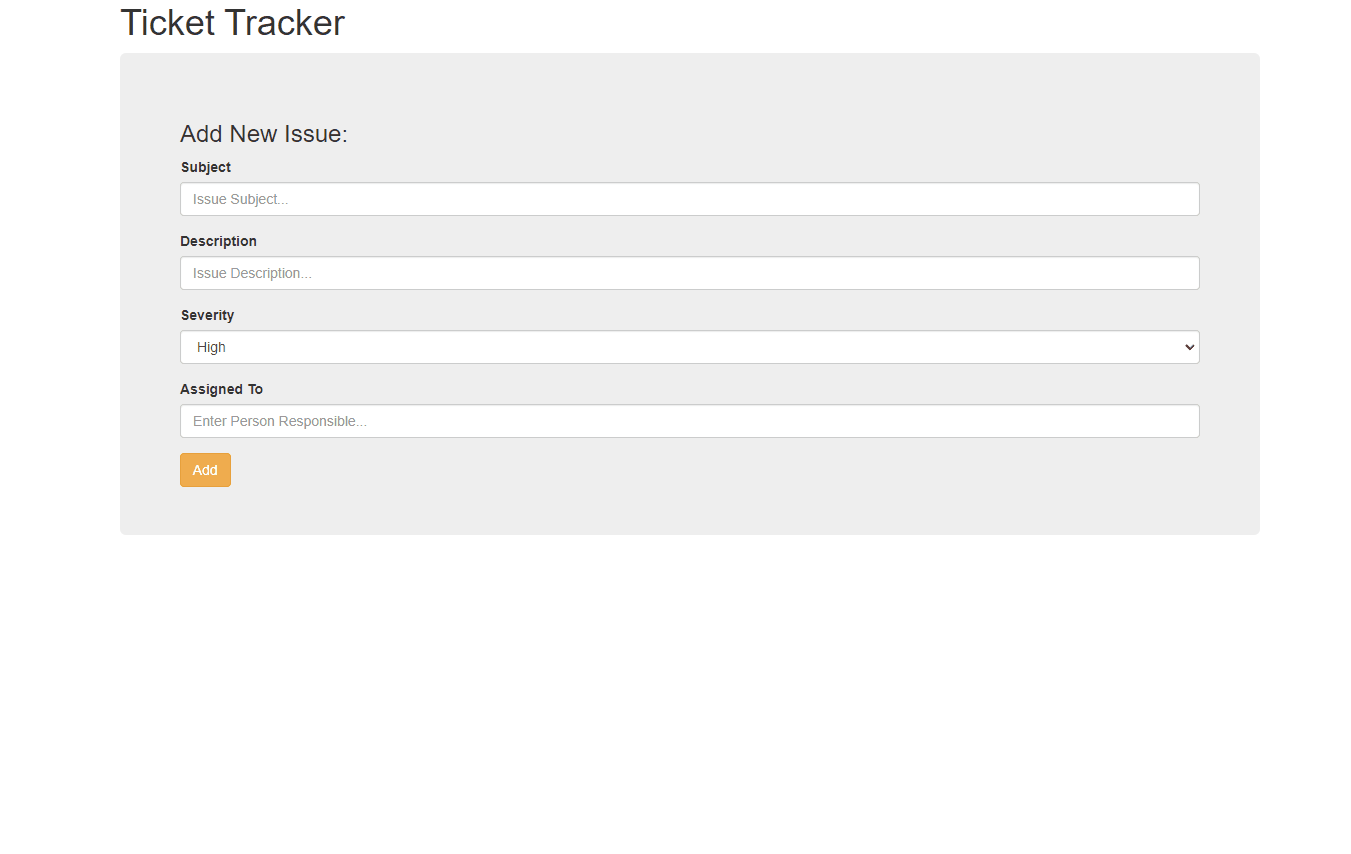 Ticket Tracker
Add New Issue:
Subject
Issue Subject...
Description
Issue Description...
Severity
High
Assigned To
Enter Person Responsible...
Add